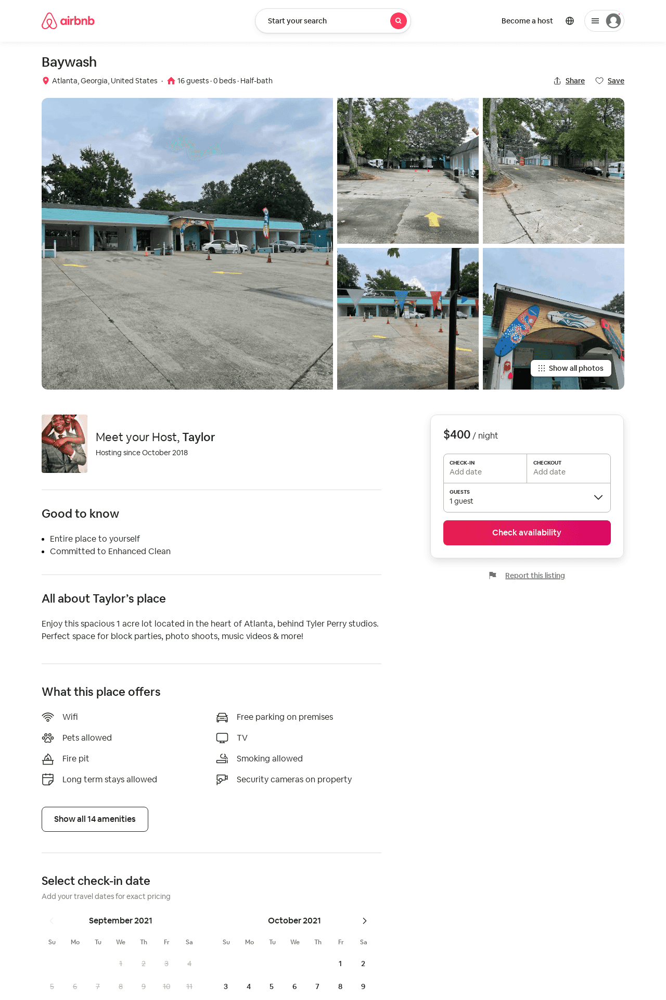 airbnb
Start your search
Become a host
Baywash
Atlanta, Georgia, United States · 16 guests · 0 beds · Half-bath
Share
Save
OPEN
Show all photos
Meet your Host, Taylor
Hosting since October 2018
$400 / night
CHECK-IN
Add date
CHECKOUT
Add date
GUESTS
1 guest
Check availability
Report this listing
Good to know
Entire place to yourself
Committed to Enhanced Clean
All about Taylor’s place
Enjoy this spacious 1 acre lot located in the heart of Atlanta, behind Tyler Perry studios.
Perfect space for block parties, photo shoots, music videos & more!
What this place offers
Wifi
Free parking on premises
Pets allowed
TV
Fire pit
Smoking allowed
Long term stays allowed
Security cameras on property
Show all 14 amenities
Select check-in date
Add your travel dates for exact pricing
September 2021
Su Mo Tu We Th Fr Sa
1 2 3 4
5 6 7 8 9 10 11
October 2021
Su Mo Tu We Th Fr Sa
1 2
3 4 5 6 7 8 9